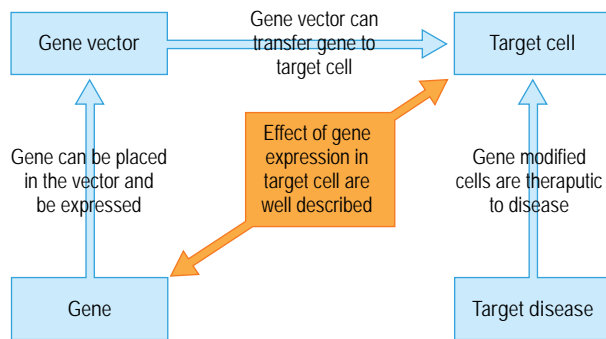 Gene vector
Gene vector can
transfer gene to
target cell
Target cell
Gene can be placed
in the vector and
be expressed
Effect of gene
expression in
target cell are
well described
Gene modified
cells are theraputic
to disease
Gene
Target disease